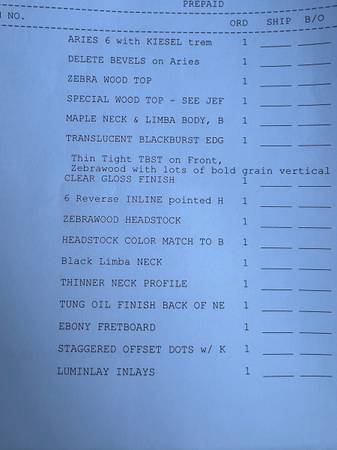 PREPAID
NO. ORD SHIP B/O
ARIES 6 with KIESEL trem 1
DELETE BEVELS on Aries 1
ZEBRA WOOD TOP 1
SPECIAL WOOD TOP - SEE JEF 1
MAPLE NECK & LIMBA BODY, B 1
TRANSLUCENT BLACKBURST EDG 1
Thin Tight TBST on Front,
Zebrawood with lots of bold grain vertical
CLEAR GLOSS FINISH 1
6 Reverse INLINE pointed H 1
ZEBRAWOOD HEADSTOCK 1
HEADSTOCK COLOR MATCH TO B 1
Black Limba NECK 1
THINNER NECK PROFILE 1
TUNG OIL FINISH BACK OF NE 1
EBONY FRETBOARD 1
STAGGERED OFFSET DOTS w/ K 1
LUMINLAY INLAYS 1